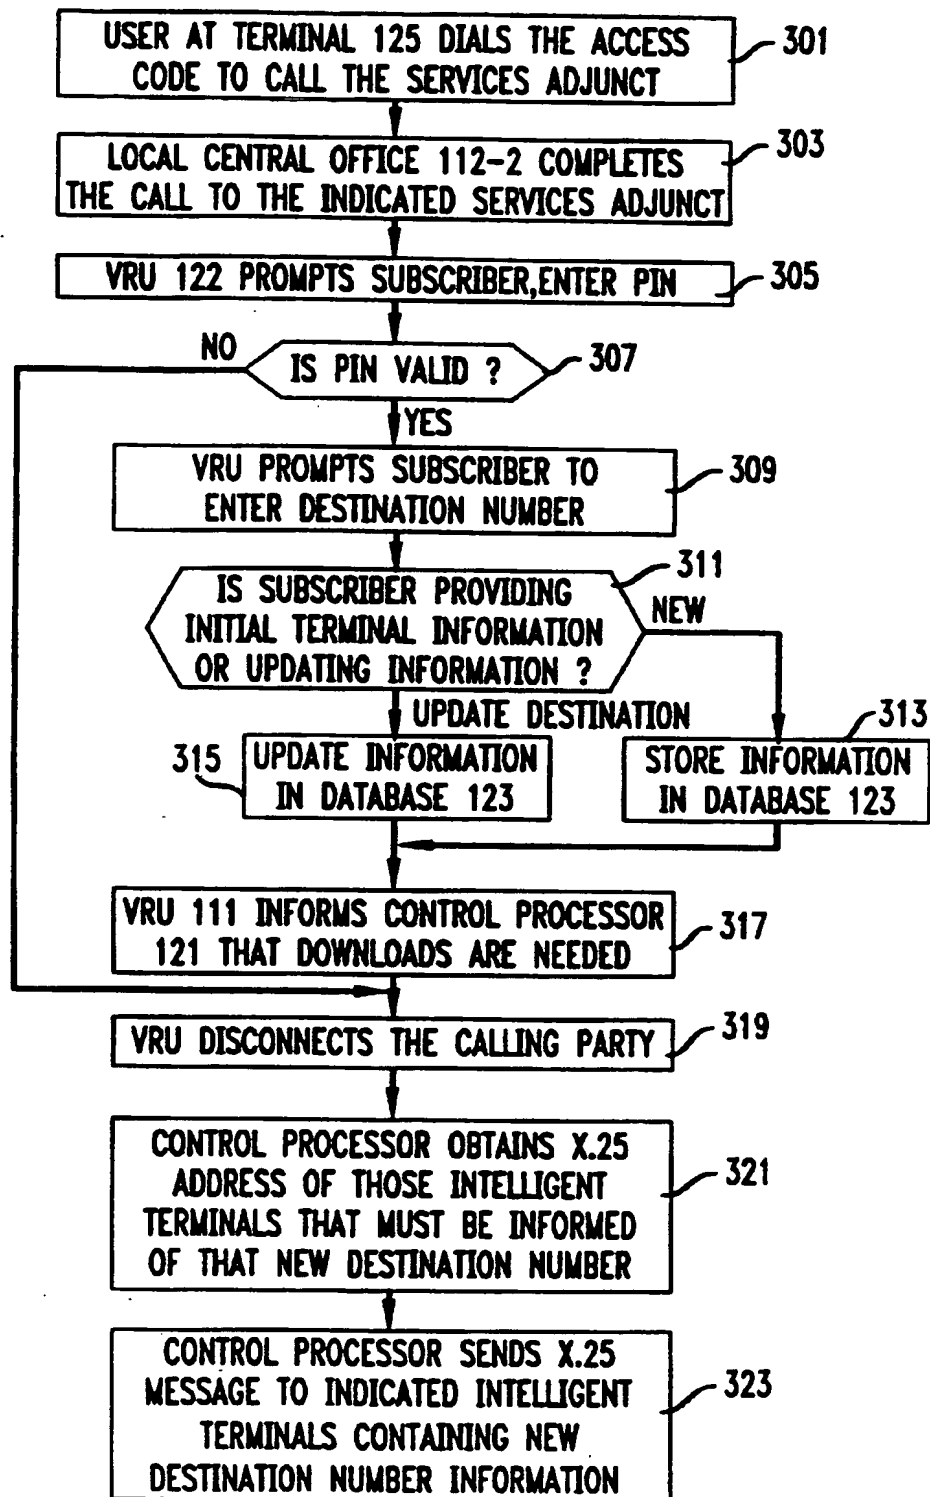 USER AT TERMINAL 125 DIALS THE ACCESS
CODE TO CALL THE SERVICES ADJUNCT
301
LOCAL CENTRAL OFFICE 112-2 COMPLETES
THE CALL TO THE INDICATED SERVICES ADJUNCT
303
VRU 122 PROMPTS SUBSCRIBER,ENTER PIN
305
NO
IS PIN VALID ?
307
YES
VRU PROMPTS SUBSCRIBER TO
ENTER DESTINATION NUMBER
309
311
IS SUBSCRIBER PROVIDING
INITIAL TERMINAL INFORMATION
OR UPDATING INFORMATION ?
NEW
UPDATE DESTINATION
315
UPDATE INFORMATION
IN DATABASE 123
313
STORE INFORMATION
IN DATABASE 123
VRU 111 INFORMS CONTROL PROCESSOR
121 THAT DOWNLOADS ARE NEEDED
317
VRU DISCONNECTS THE CALLING PARTY
319
CONTROL PROCESSOR OBTAINS X.25
ADDRESS OF THOSE INTELLIGENT
TERMINALS THAT MUST BE INFORMED
OF THAT NEW DESTINATION NUMBER
321
CONTROL PROCESSOR SENDS X.25
MESSAGE TO INDICATED INTELLIGENT
TERMINALS CONTAINING NEW
DESTINATION NUMBER INFORMATION
323